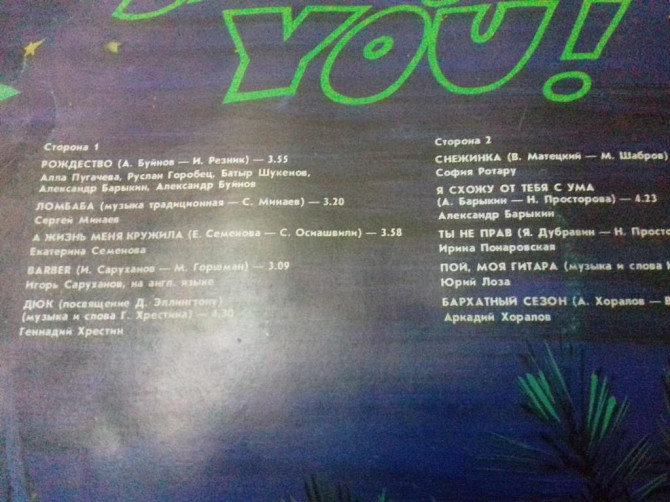 YOU!
Сторона 1
РОЖДЕСТВО (А. Буйнов — И. Резник) — 3.55
Алла Пугачева, Руслан Горобец, Батыр Шукенов,
Александр Барыкин, Александр Буйнов
ЛОМБАБА (музыка традиционная — С. Минаев) — 3.20
Сергей Минаев
А ЖИЗНЬ МЕНЯ КРУЖИЛА (Е. Семенова — С. Осиашвили) — 3.58
Екатерина Семенова
BARBER (И. Саруханов — М. Горшман) — 3.09
Игорь Саруханов, на англ. языке
ДЮК (посвящение Д. Эллингтону)
(музыка и слова Г. Хрестина) — 4.30
Геннадий Хрестин
Сторона 2
СНЕЖИНКА (В. Матецкий — М. Шабров)
София Ротару
Я СХОЖУ ОТ ТЕБЯ С УМА
(А. Барыкин — Н. Просторова) — 4.23
Александр Барыкин
ТЫ НЕ ПРАВ (Я. Дубравин — Н. Просто
Ирина Понаровская
ПОЙ, МОЯ ГИТАРА (музыка и слова
Юрий Лоза
БАРХАТНЫЙ СЕЗОН (А. Хоралов — В
Аркадий Хоралов